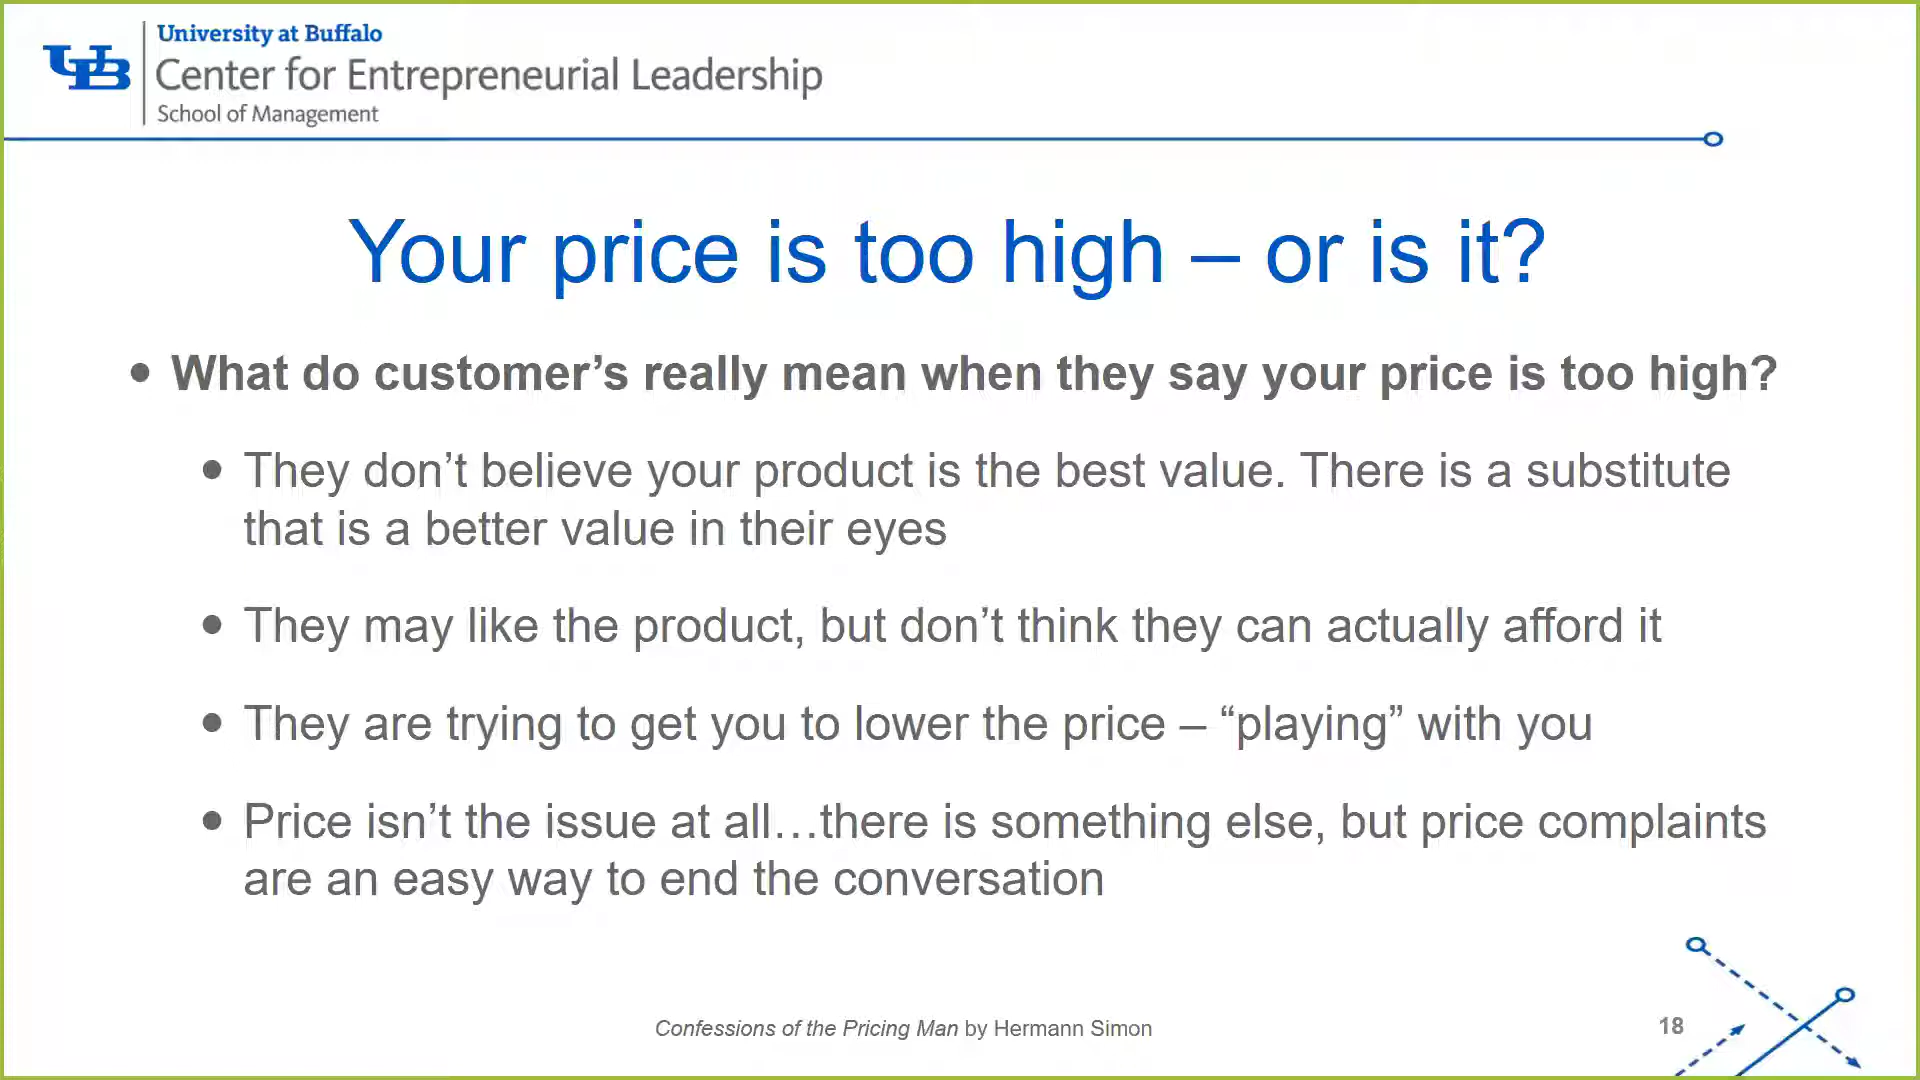 University at Buffalo
UB
Center for Entrepreneurial Leadership
School of Management
Your price is too high – or is it?
• What do customer’s really mean when they say your price is too high?
• They don’t believe your product is the best value. There is a substitute
that is a better value in their eyes
• They may like the product, but don’t think they can actually afford it
• They are trying to get you to lower the price – “playing” with you
• Price isn’t the issue at all…there is something else, but price complaints
are an easy way to end the conversation
Confessions of the Pricing Man by Hermann Simon
18